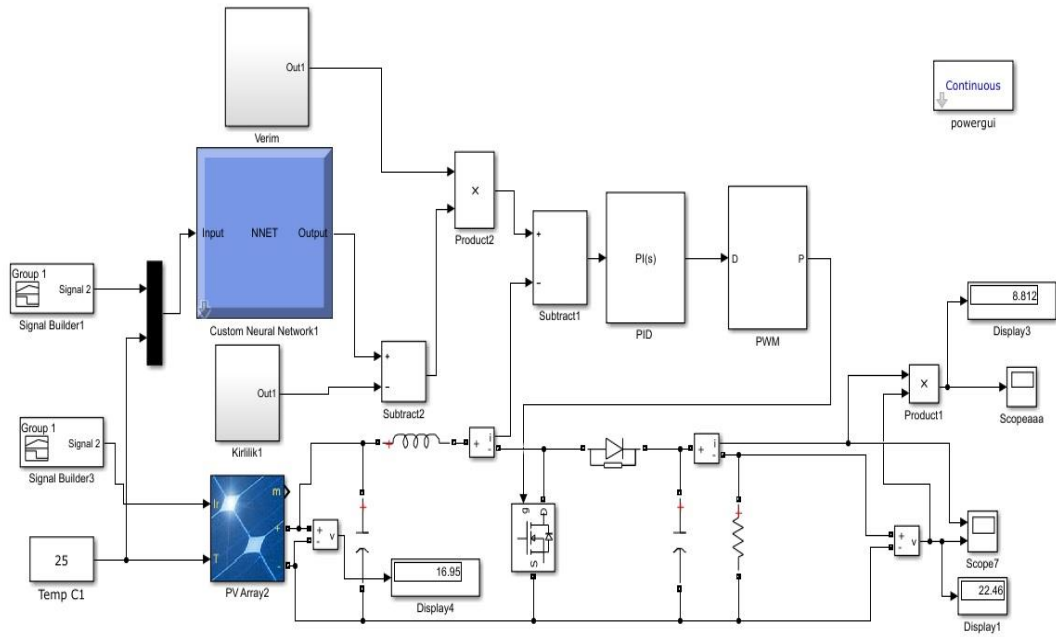 Out1
Verim
Continuous
powergui
Input
NNET
Output
Custom Neural Network1
X
Product2
+
-
Subtract1
PI(s)
PID
D
P
PWM
Group 1
Signal 2
Signal Builder1
8.812
Display3
Out1
Kirlilik1
+
-
Subtract2
X
Product1
Scopeaaa
Group 1
Signal 2
Signal Builder3
+
i
-
+
i
-
Ir
m
+
T
-
PV Array2
+
-
v
g
D
S
+
-
v
Scope7
25
Temp C1
16.95
Display4
22.46
Display1